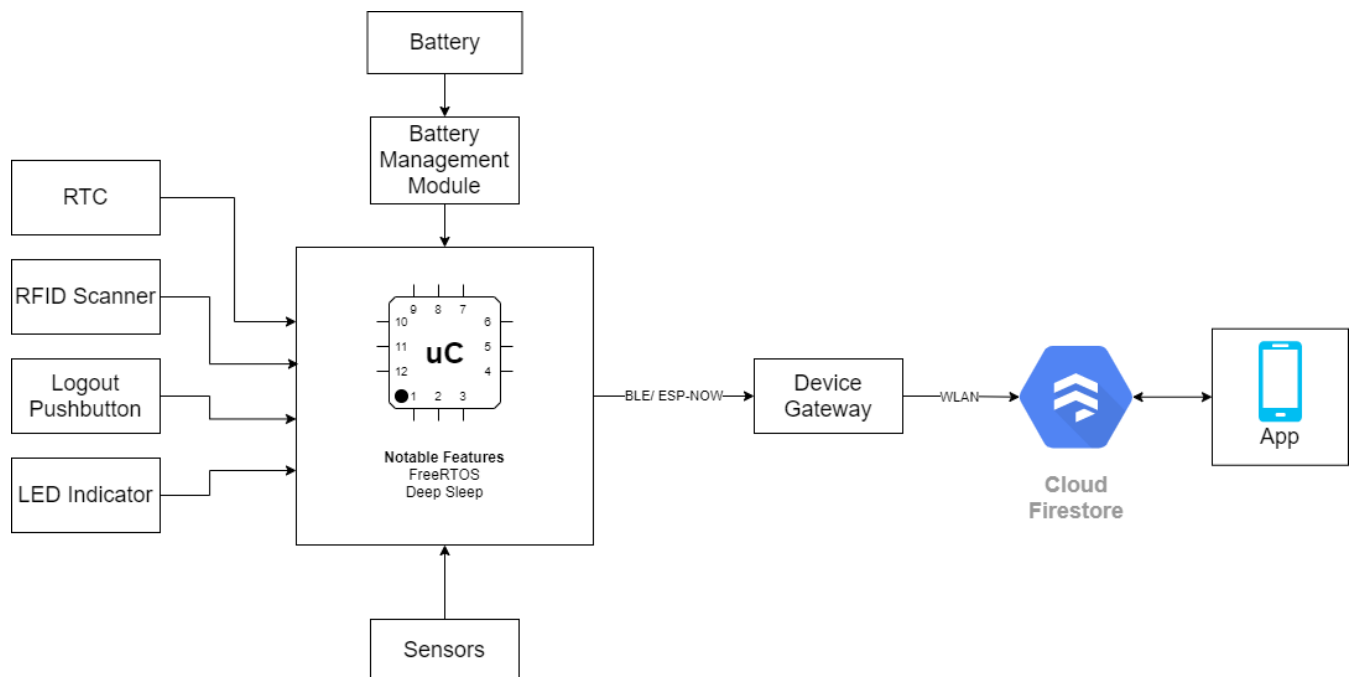 Battery
Battery
Management
Module
RTC
RFID Scanner
Logout
Pushbutton
LED Indicator
9 8 7
10 6
11 uC 5
12 4
1 2 3
Notable Features
FreeRTOS
Deep Sleep
Sensors
BLE/ ESP-NOW
Device
Gateway
WLAN
Cloud
Firestore
App